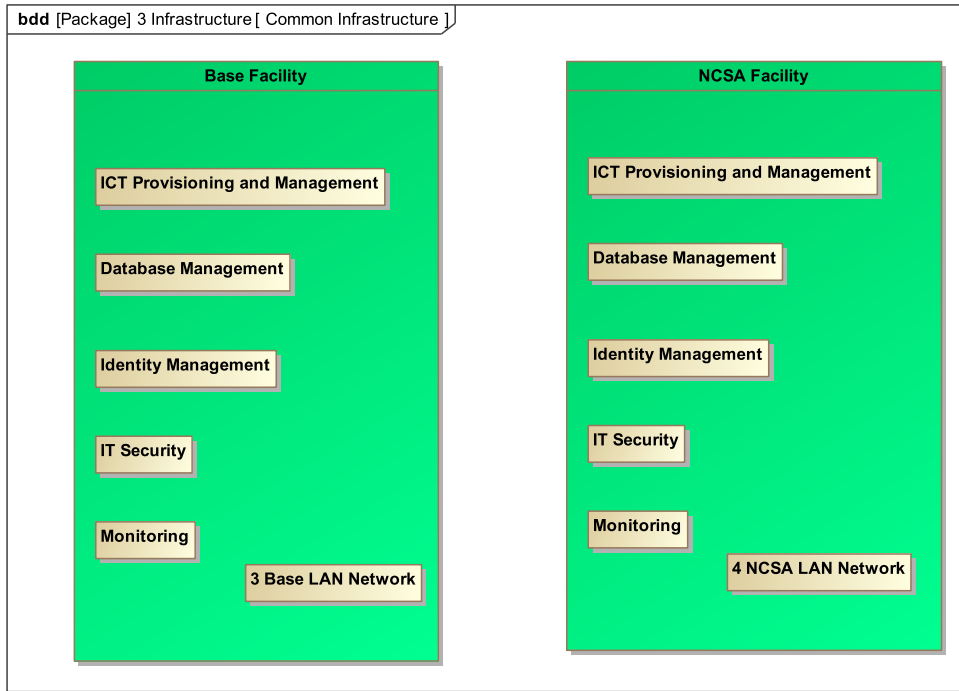 bdd [Package] 3 Infrastructure [ Common Infrastructure ]
Base Facility
ICT Provisioning and Management
Database Management
Identity Management
IT Security
Monitoring
3 Base LAN Network
NCSA Facility
ICT Provisioning and Management
Database Management
Identity Management
IT Security
Monitoring
4 NCSA LAN Network